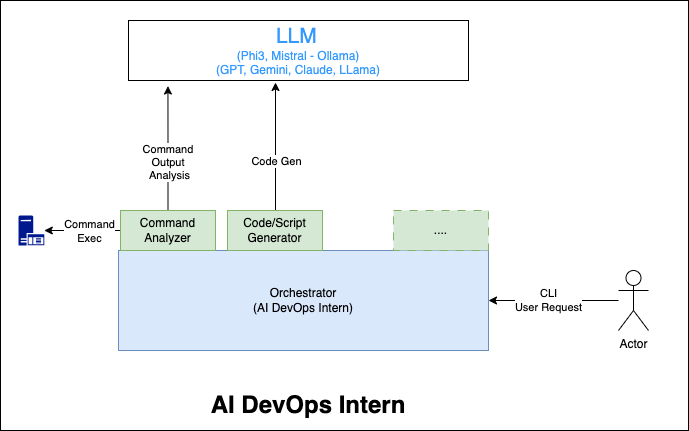 LLM
(Phi3, Mistral - Ollama)
(GPT, Gemini, Claude, LLama)
Command
Output
Analysis
Code Gen
Command
Exec
Command
Analyzer
Code/Script
Generator
....
Orchestrator
(AI DevOps Intern)
CLI
User Request
Actor
AI DevOps Intern